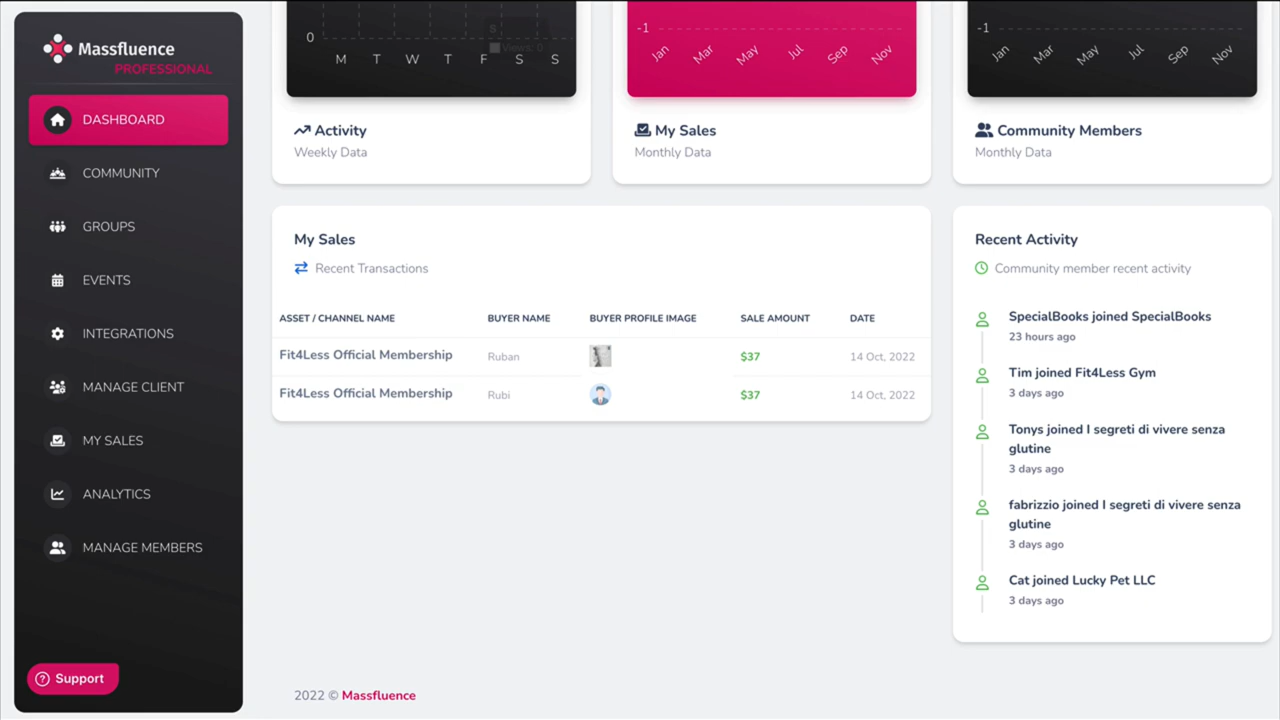 Massfluence
PROFESSIONAL
DASHBOARD
COMMUNITY
GROUPS
EVENTS
INTEGRATIONS
MANAGE CLIENT
MY SALES
ANALYTICS
MANAGE MEMBERS
Support
0
S
Views: 0
M T W T F S S
Activity
Weekly Data
-1
Jan Mar May Jul Sep Nov
My Sales
Monthly Data
-1
Jan Mar May Jul Sep Nov
Community Members
Monthly Data
My Sales
Recent Transactions
ASSET / CHANNEL NAME BUYER NAME BUYER PROFILE IMAGE SALE AMOUNT DATE
Fit4Less Official Membership Ruban $37 14 Oct, 2022
Fit4Less Official Membership Rubi $37 14 Oct, 2022
Recent Activity
Community member recent activity
SpecialBooks joined SpecialBooks
23 hours ago
Tim joined Fit4Less Gym
3 days ago
Tonys joined I segreti di vivere senza
glutine
3 days ago
fabrizzio joined I segreti di vivere senza
glutine
3 days ago
Cat joined Lucky Pet LLC
3 days ago
2022 © Massfluence